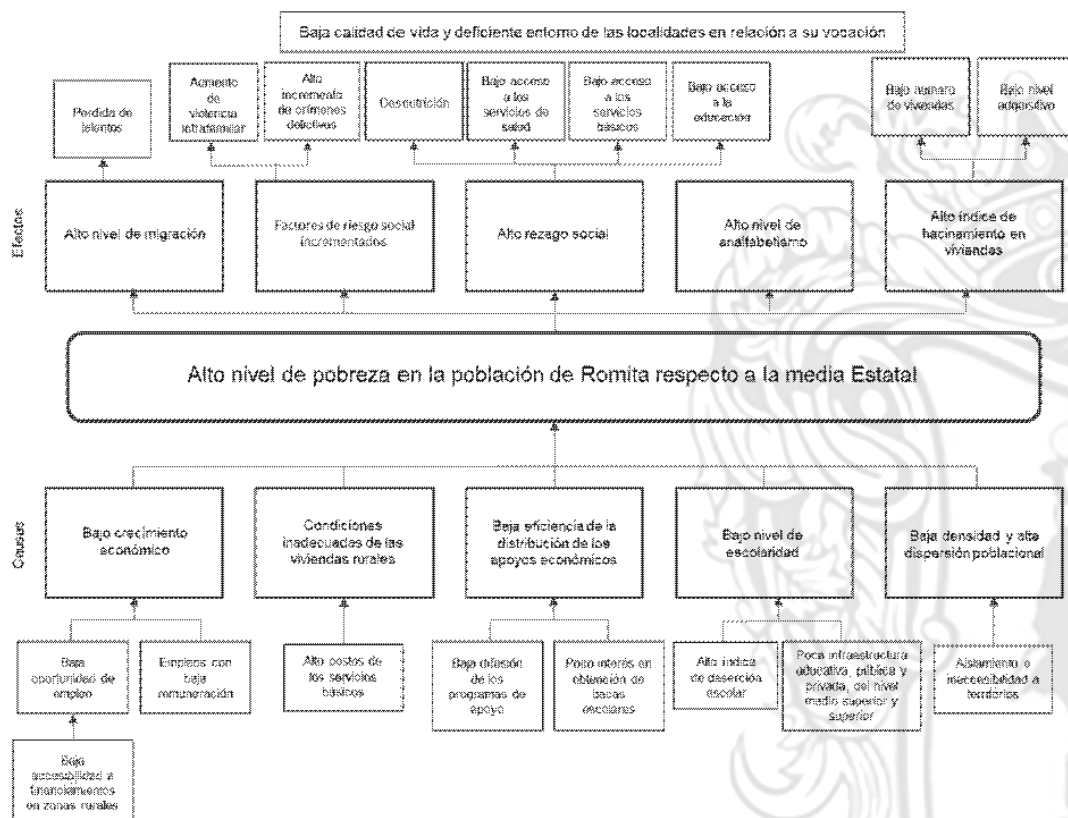 Baja calidad de vida y deficiente entorno de las localidades en relación a su vocación
Perdida de
talentos
Aumento
de
violencia
intrafamiliar
Alto
incremento
de crímenes
delictivos
Desnutrición
Bajo acceso
a los
servicios de
salud
Bajo acceso
a los
servicios
básicos
Bajo acceso
a la
educación
Bajo numero
de viviendas
Bajo nivel
adquisitivo
Efectos
Alto nivel de migración
Factores de riesgo social
incrementados
Alto rezago social
Alto nivel de
analfabetismo
Alto índice de
hacinamiento en
viviendas
Alto nivel de pobreza en la población de Romita respecto a la media Estatal
Causas
Bajo crecimiento
económico
Condiciones
inadecuadas de las
viviendas rurales
Baja eficiencia de la
distribución de los
apoyos económicos
Bajo nivel de
escolaridad
Baja densidad y alta
dispersión poblacional
Baja
oportunidad de
empleo
Empleos con
baja
remuneración
Alto costos de
los servicios
básicos
Baja difusión
de los
programas de
apoyo
Poco interés en
obtención de
becas
escolares
Alto índice
de deserción
escolar
Poca infraestructura
educativa, pública y
privada, del nivel
medio superior y
superior
Aislamiento e
inaccesibilidad a
territorios
Baja
accesibilidad a
financiamientos
en zonas rurales